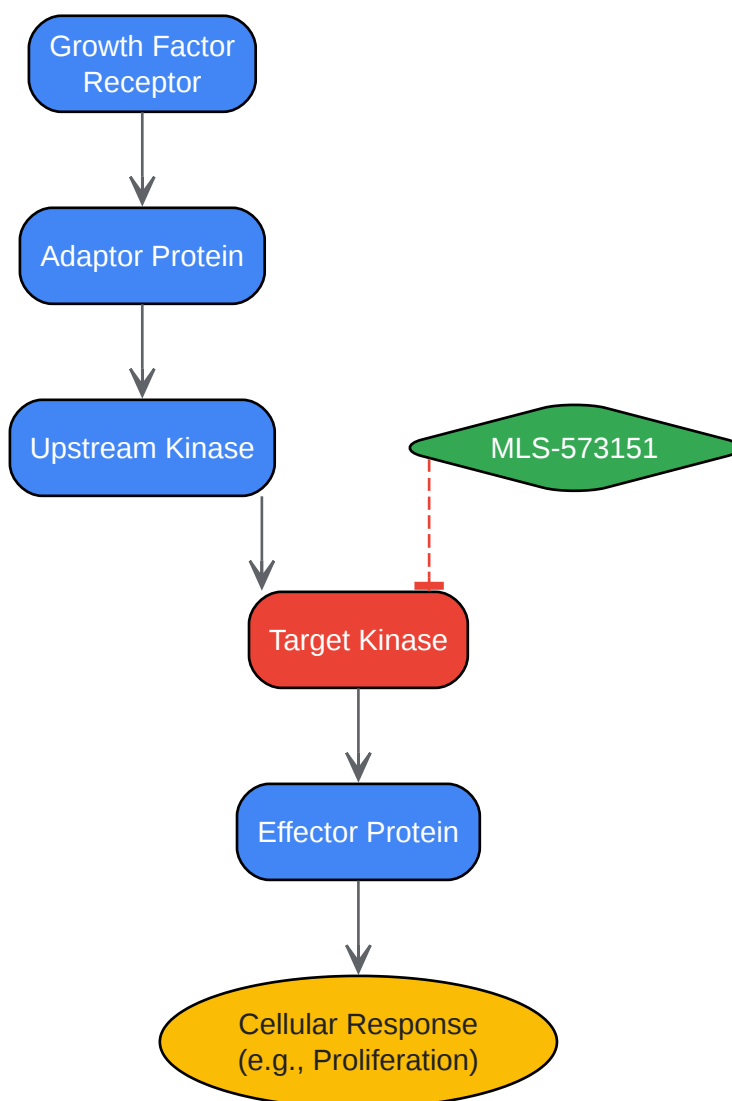 Growth Factor
Receptor
Adaptor Protein
Upstream Kinase
MLS-573151
Target Kinase
Effector Protein
Cellular Response
(e.g., Proliferation)